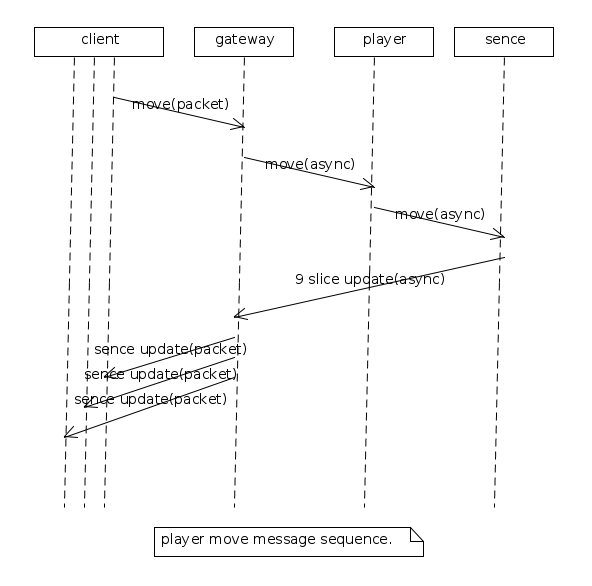 client
gateway
player
sence
move(packet)
move(async)
move(async)
9 slice update(async)
sence update(packet)
sence update(packet)
sence update(packet)
player move message sequence.